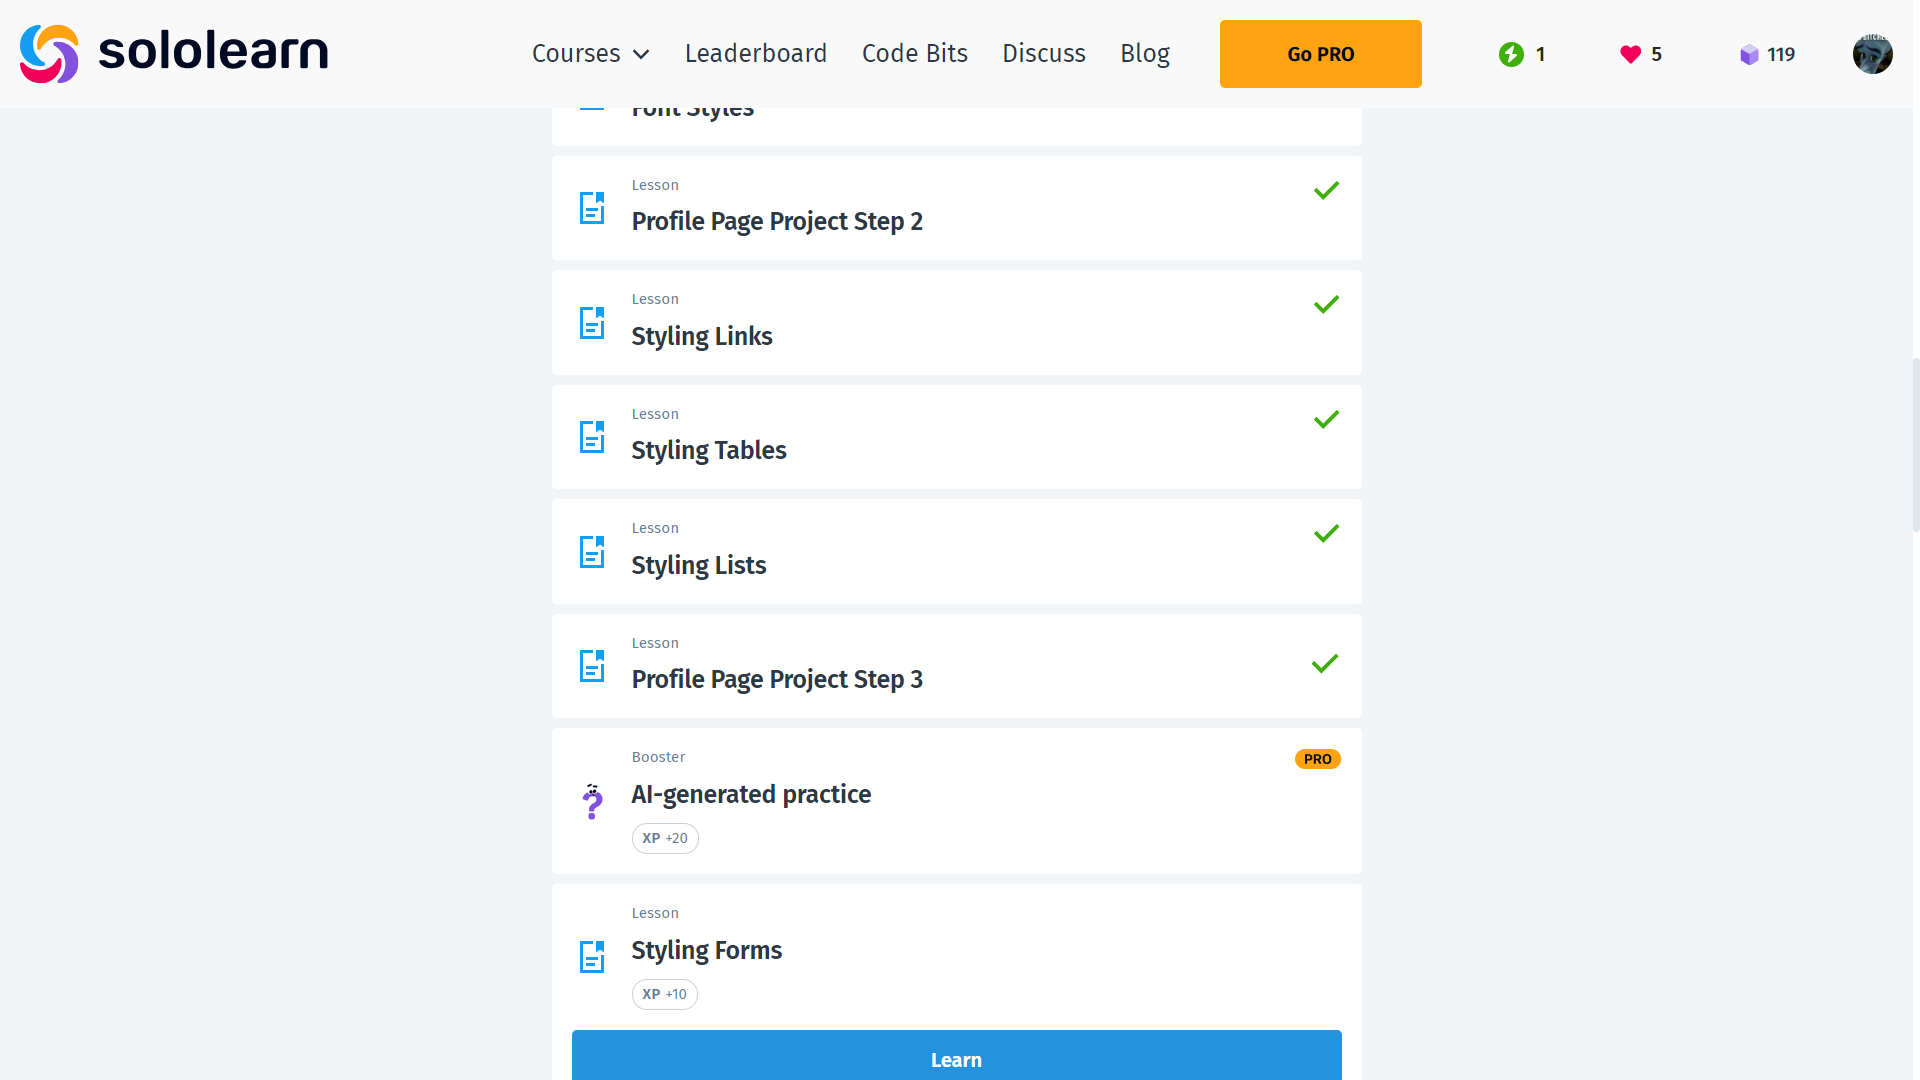 sololearn
Courses Leaderboard Code Bits Discuss Blog Go PRO 1 5 119
Font Styles
Lesson
Profile Page Project Step 2
Lesson
Styling Links
Lesson
Styling Tables
Lesson
Styling Lists
Lesson
Profile Page Project Step 3
Booster
PRO
AI-generated practice
XP +20
Lesson
Styling Forms
XP +10
Learn